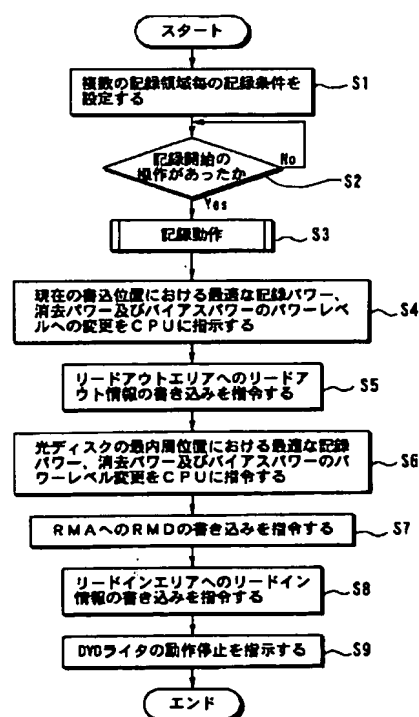 スタート
複数の記録領域毎の記録条件を
設定する
S1
記録開始の
操作があったか
No
S2
Yes
記録動作
S3
現在の書込位置における最適な記録パワー、
消去パワー及びバイアスパワーのパワーレベ
ルへの変更をCPUに指示する
S4
リードアウトエリアへのリードア
ウト情報の書き込みを指令する
S5
光ディスクの最内周位置における最適な記録
パワー、消去パワー及びバイアスパワーのパ
ワーレベル変更をCPUに指令する
S6
RMAへのRMDの書き込みを指令する
S7
リードインエリアへのリードイン
情報の書き込みを指令する
S8
DVDライタの動作停止を指示する
S9
エンド